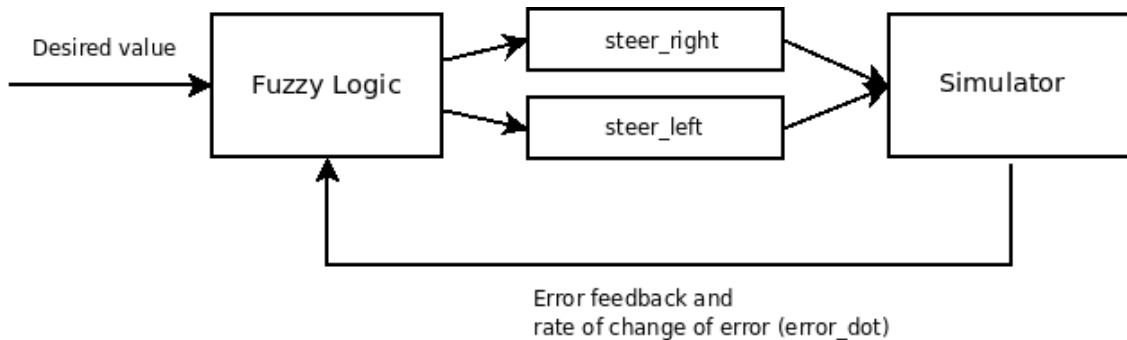 Desired value
Fuzzy Logic
steer_right
steer_left
Simulator
Error feedback and
rate of change of error (error_dot)